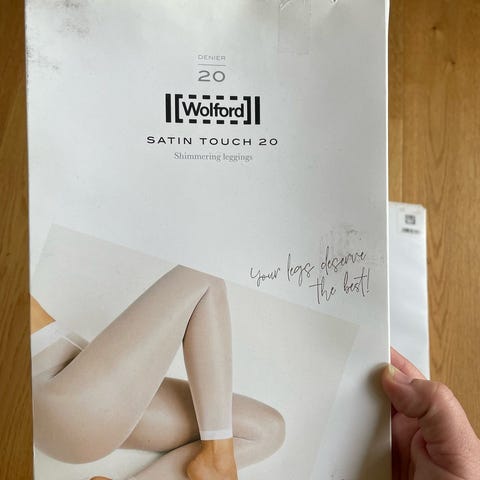 DENIER
20
Wolford
SATIN TOUCH 20
Shimmering leggings
your legs deserve
the best!